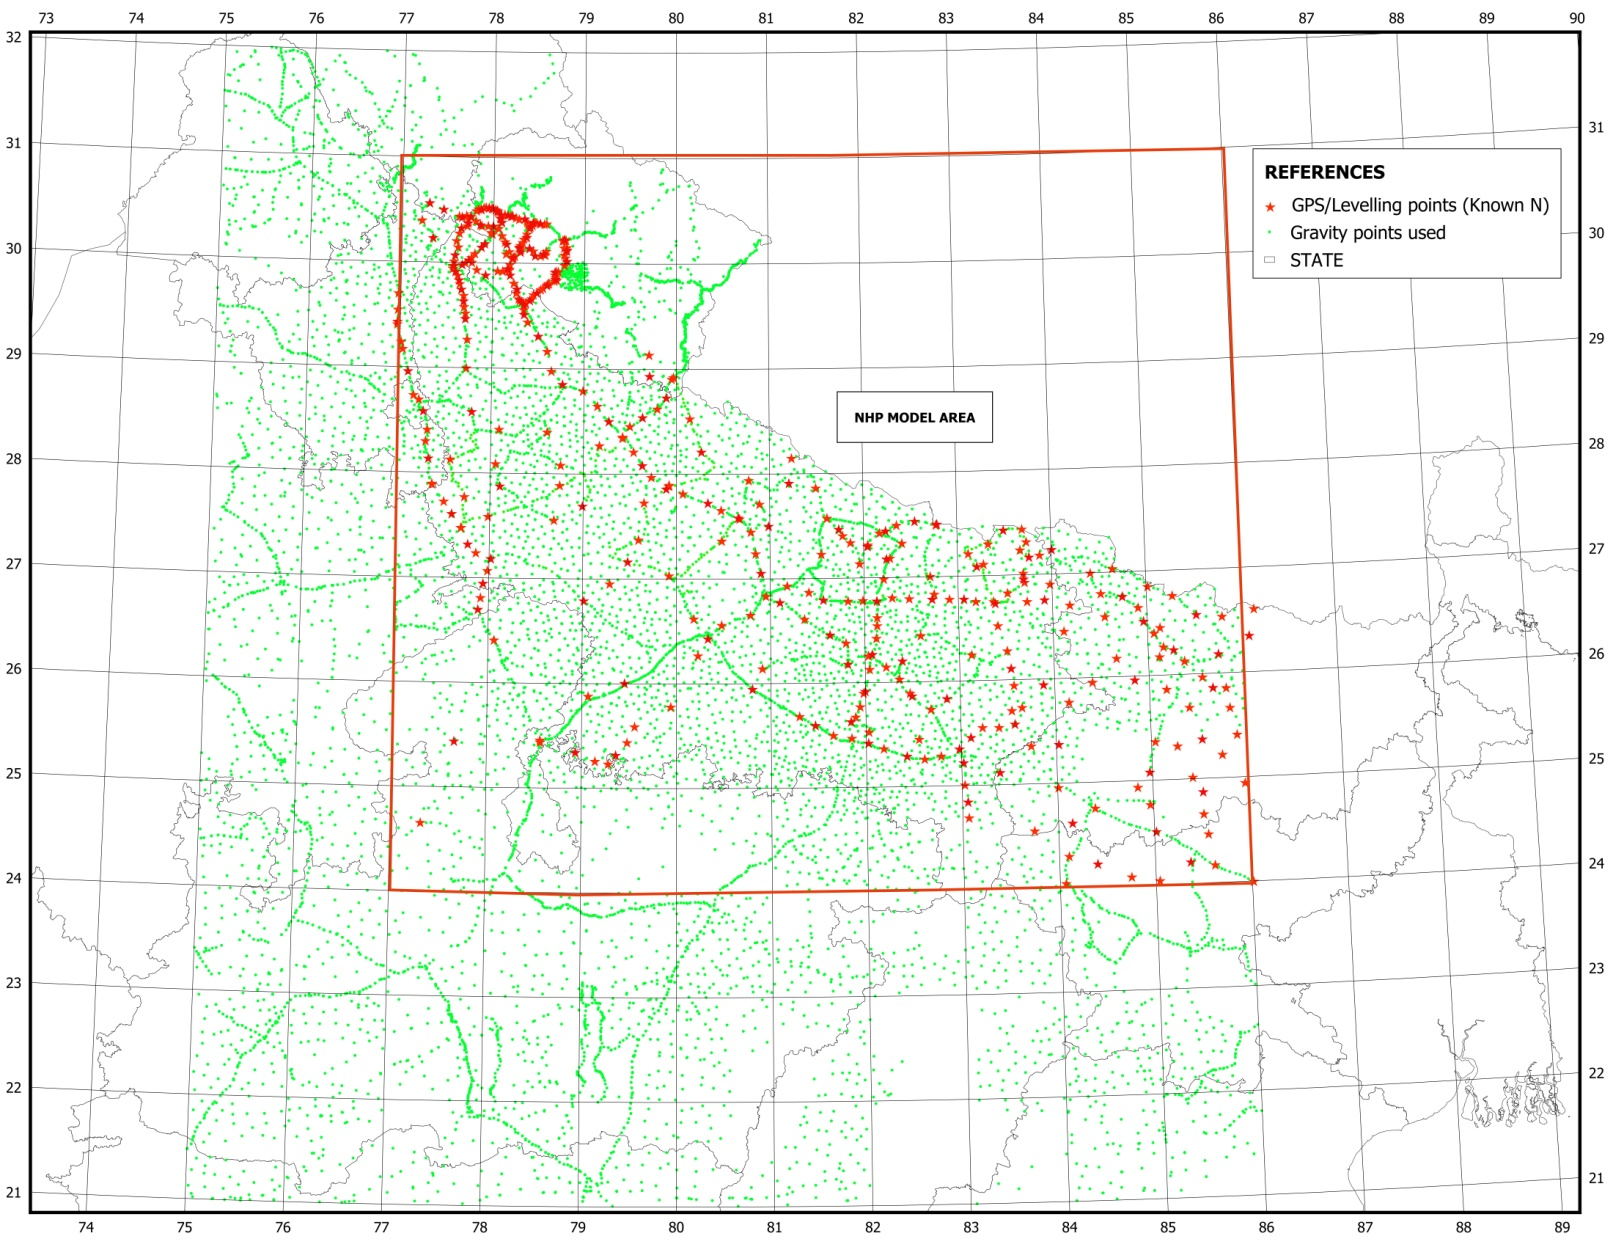 73 74 75 76 77 78 79 80 81 82 83 84 85 86 87 88 89 90
32
31 31
30 30
29 29
28 28
27 27
26 26
25 25
24 24
23 23
22 22
21 21
REFERENCES
GPS/Levelling points (Known N)
Gravity points used
STATE
NHP MODEL AREA
74 75 76 77 78 79 80 81 82 83 84 85 86 87 88 89